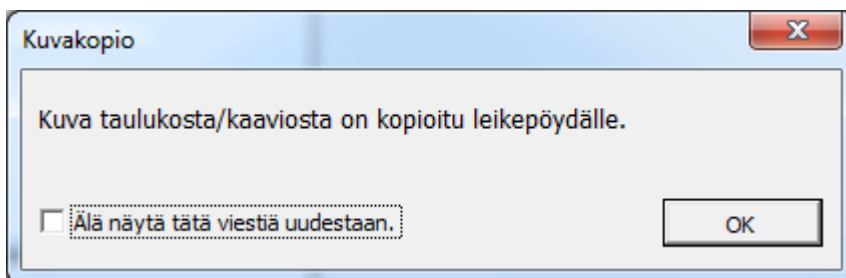 Kuvakopio
Kuva taulukosta/kaaviosta on kopioitu leikepöydälle.
Älä näytä tätä viestiä uudestaan.
OK